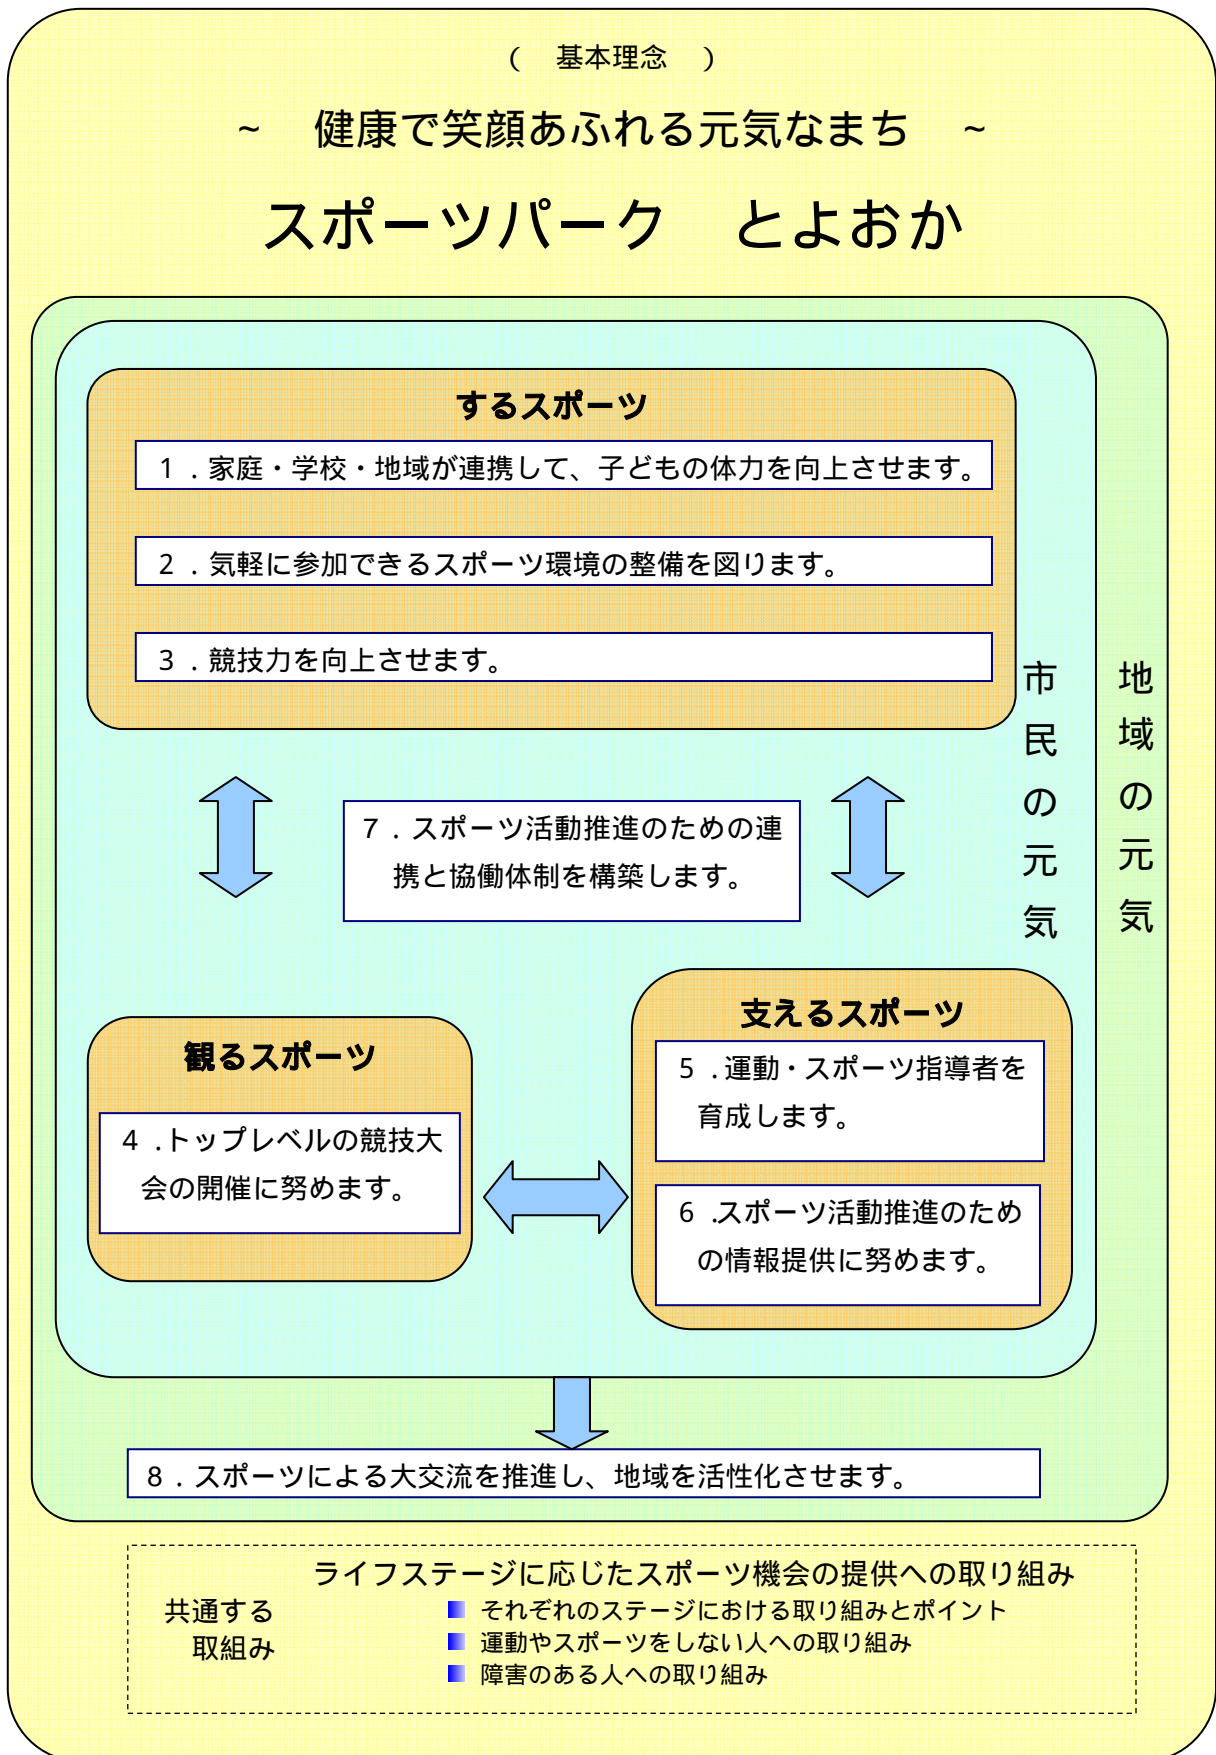 （　基本理念　）
~　健康で笑顔あふれる元気なまち　~
スポーツパーク　とよおか
するスポーツ
１．家庭・学校・地域が連携して、子どもの体力を向上させます。
２．気軽に参加できるスポーツ環境の整備を図ります。
３．競技力を向上させます。
市民の元気
地域の元気
７．スポーツ活動推進のための連
携と協働体制を構築します。
観るスポーツ
４．トップレベルの競技大
会の開催に努めます。
支えるスポーツ
５．運動・スポーツ指導者を
育成します。
６．スポーツ活動推進のため
の情報提供に努めます。
８．スポーツによる大交流を推進し、地域を活性化させます。
共通する
取組み
ライフステージに応じたスポーツ機会の提供への取り組み
それぞれのステージにおける取り組みとポイント
運動やスポーツをしない人への取り組み
障害のある人への取り組み